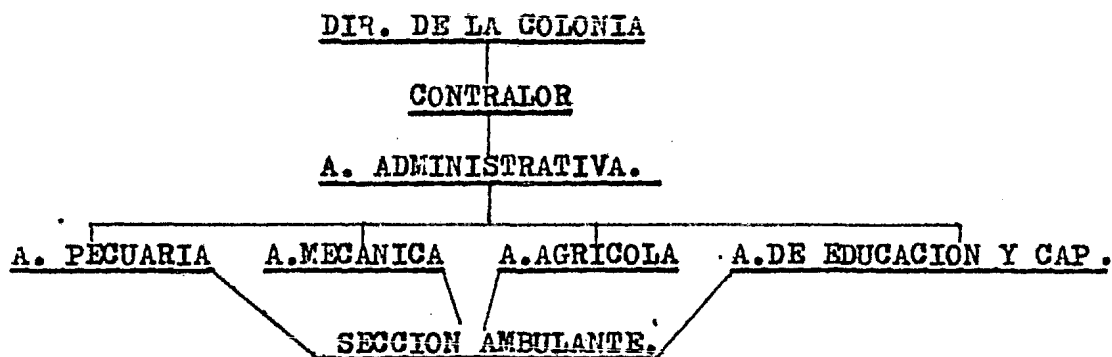 DIR. DE LA COLONIA
CONTRALOR
A. ADMINISTRATIVA.
A. PECUARIA A.MECANICA A.AGRICOLA A.DE EDUCACION Y CAP.
SECCION AMBULANTE.